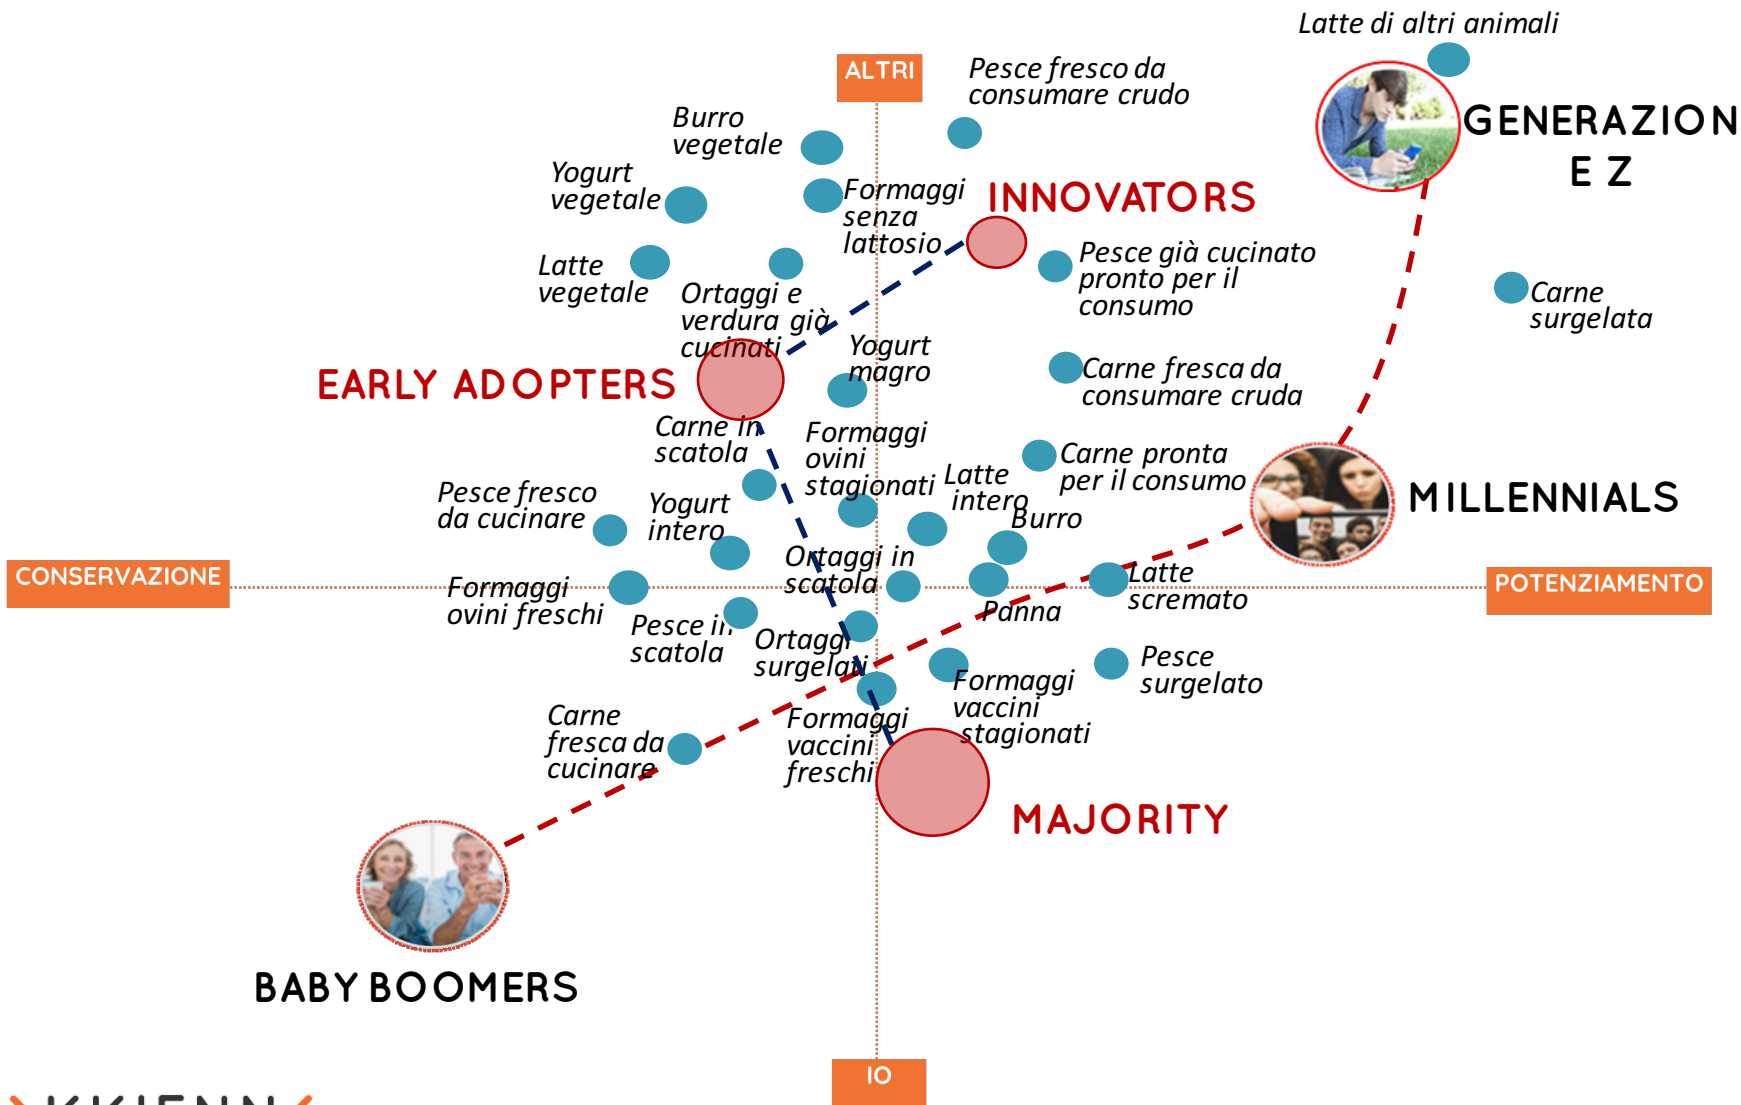 Latte di altri animali
ALTRI
Pesce fresco da
consumare crudo
GENERAZION
E Z
Burro
vegetale
Yogurt
vegetale
Formaggi
senza
lattosio
INNOVATORS
Latte
vegetale
Ortaggi e
verdura già
cucinati
Pesce già cucinato
pronto per il
consumo
Carne
surgelata
EARLY ADOPTERS
Yogurt
magro
Carne fresca da
consumare cruda
Carne in
scatola
Formaggi
ovini
stagionati
Latte
intero
Carne pronta
per il consumo
MILLENNIALS
Pesce fresco
da cucinare
Yogurt
intero
Burro
Ortaggi in
scatola
CONSERVAZIONE
POTENZIAMENTO
Formaggi
ovini freschi
Panna
Latte
scremato
Pesce in
scatola
Ortaggi
surgelati
Pesce
surgelato
Formaggi
vaccini
stagionati
Carne
fresca da
cucinare
Formaggi
vaccini
freschi
MAJORITY
BABY BOOMERS
IO